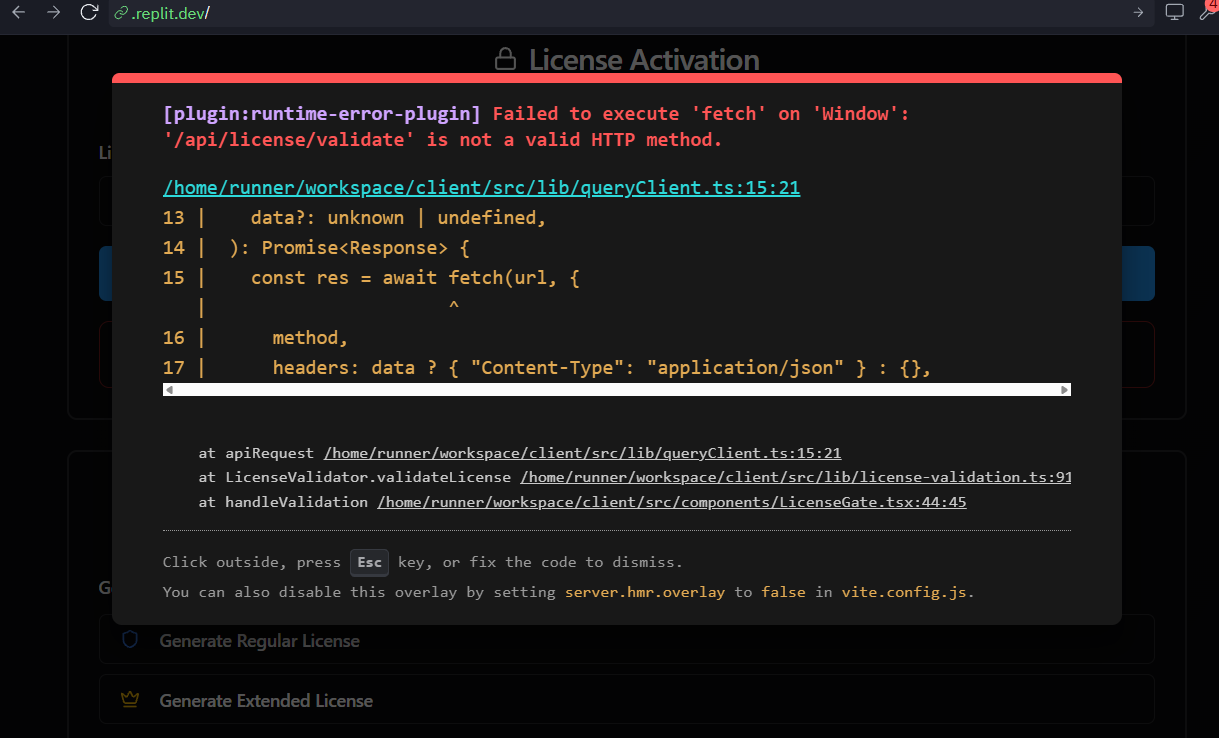 .replit.dev/
4
License Activation
[plugin:runtime-error-plugin] Failed to execute 'fetch' on 'Window':
'/api/license/validate' is not a valid HTTP method.
Li
/home/runner/workspace/client/src/lib/queryClient.ts:15:21
13 | data?: unknown | undefined,
14 | ): Promise<Response> {
15 | const res = await fetch(url, {
| ^
16 | method,
17 | headers: data ? { "Content-Type": "application/json" } : {},
at apiRequest /home/runner/workspace/client/src/lib/queryClient.ts:15:21
at LicenseValidator.validateLicense /home/runner/workspace/client/src/lib/license-validation.ts:91
at handleValidation /home/runner/workspace/client/src/components/LicenseGate.tsx:44:45
Click outside, press Esc key, or fix the code to dismiss.
G
You can also disable this overlay by setting server.hmr.overlay to false in vite.config.js.
Generate Regular License
Generate Extended License